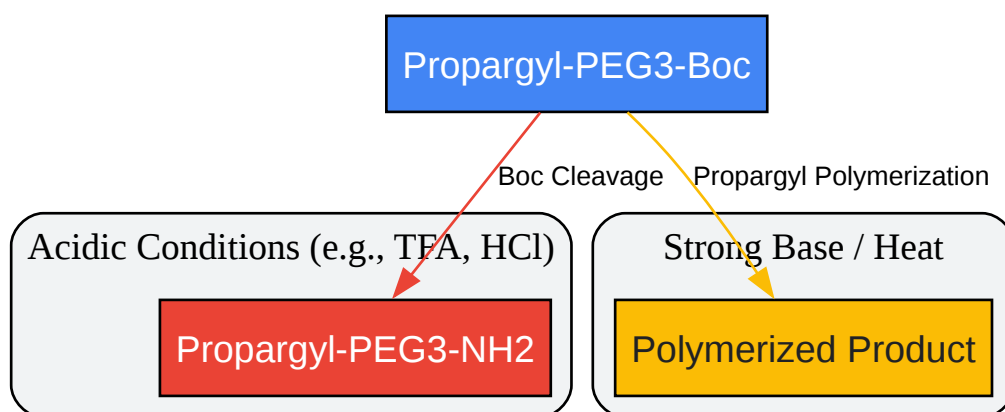 Propargyl-PEG3-Boc
Boc Cleavage
Propargyl Polymerization
Acidic Conditions (e.g., TFA, HCl)
Strong Base / Heat
Propargyl-PEG3-NH2
Polymerized Product